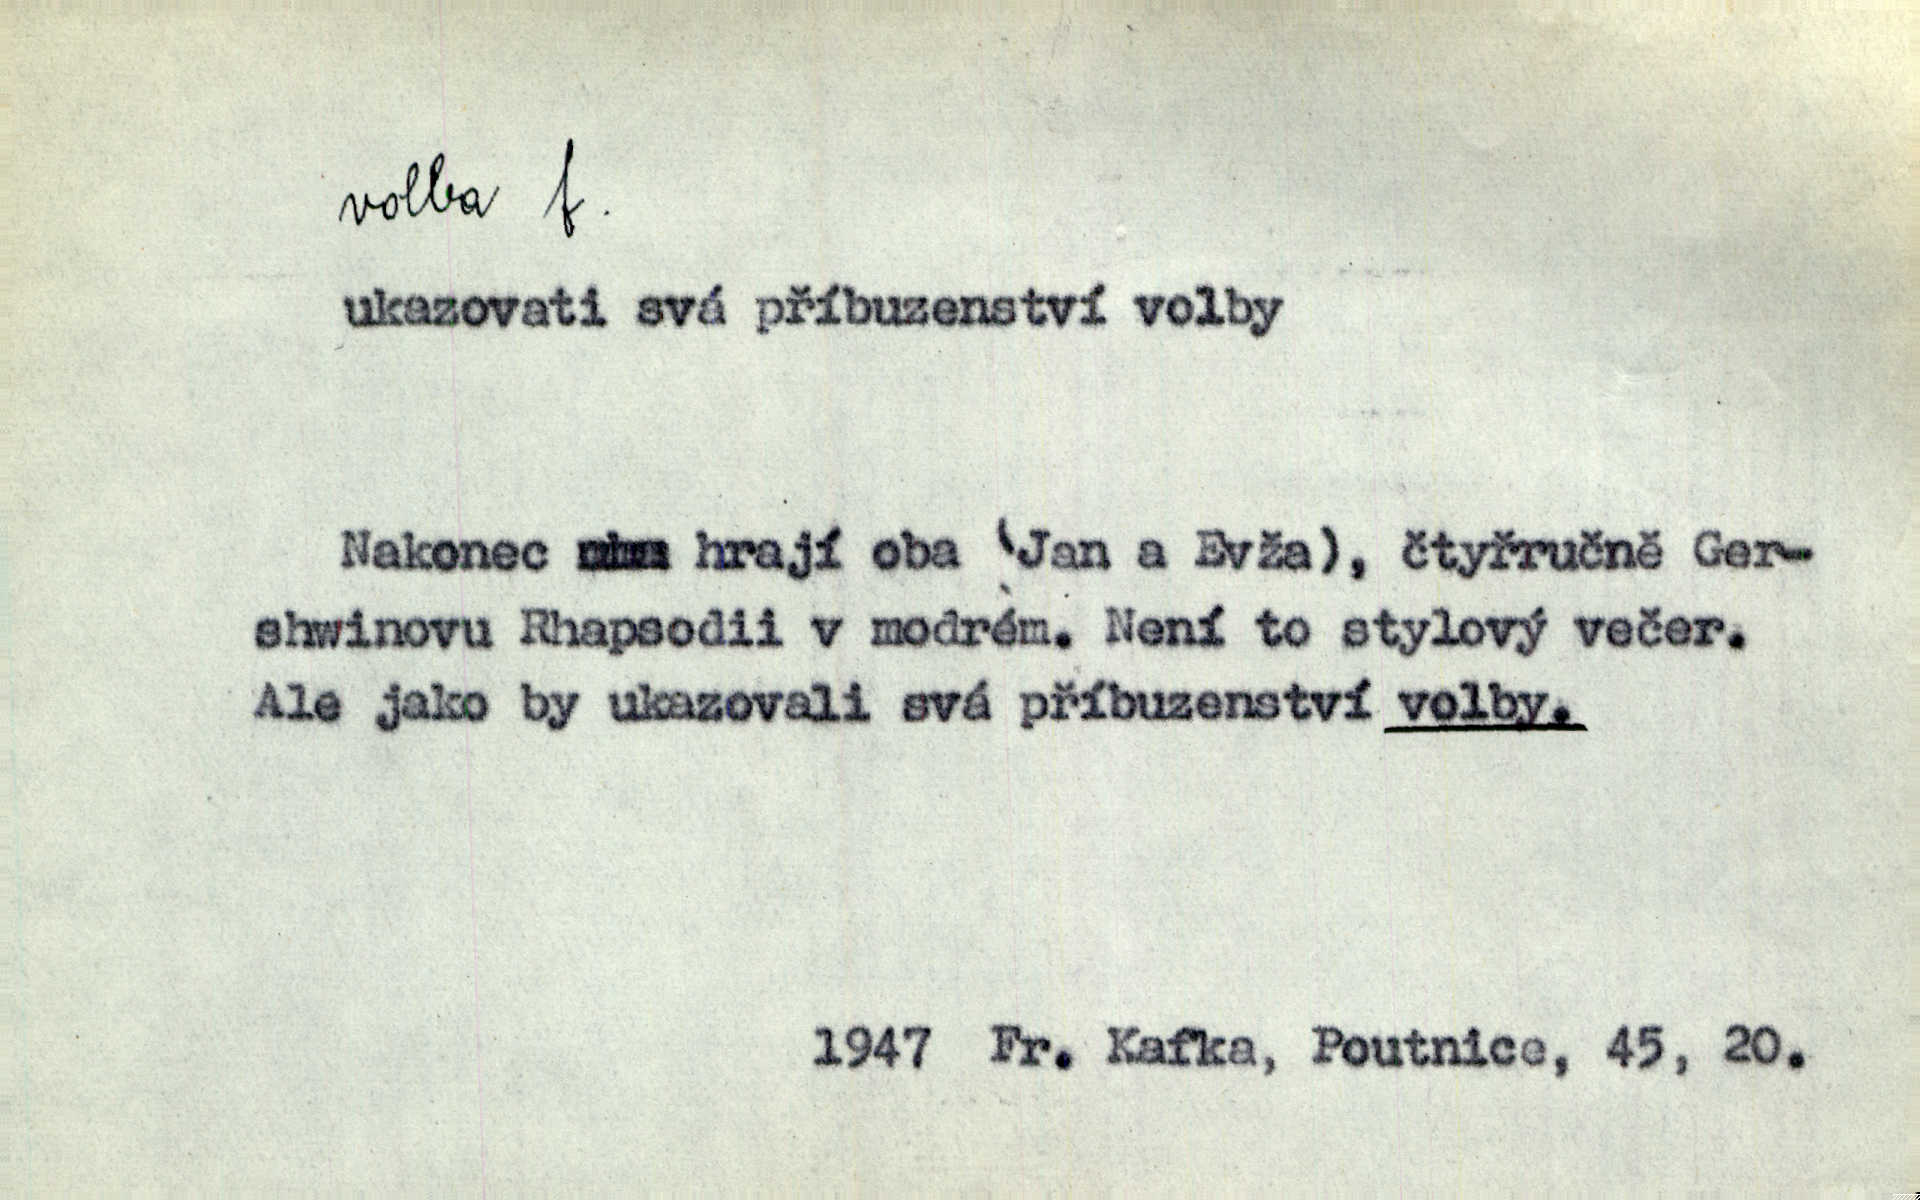 volba f.
ukazovati svá příbuzenství volby
Nakonec hrají oba (Jan a Evža), čtyřručně Ger-
shwinovu Rhapsodii v modrém. Není to stylový večer.
Ale jako by ukazovali svá příbuzenství volby.
1947 Fr. Kafka, Poutnice, 45, 20.